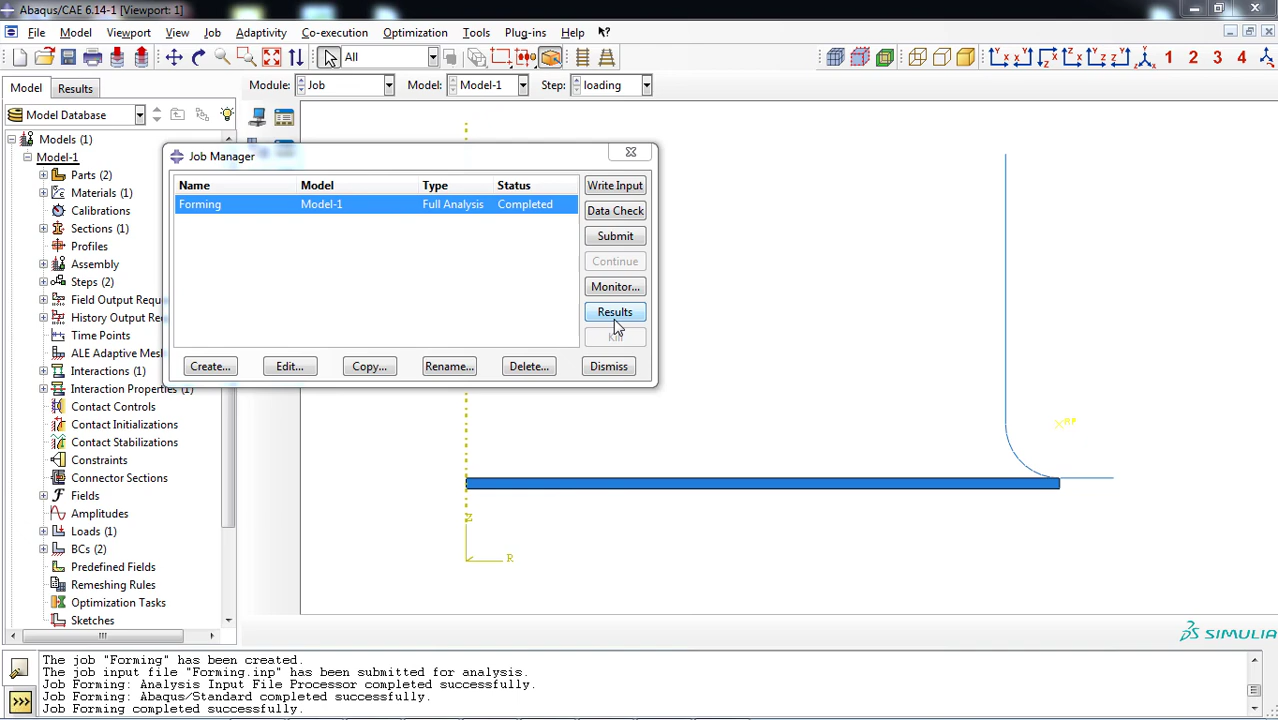 Abaqus/CAE 6.14-1 [Viewport: 1]
File Model Viewport View Job Adaptivity Co-execution Optimization Tools Plug-ins Help
All 1 2 3 4
Model Results Module: Job Model: Model-1 Step: loading
Model Database
Models (1)
Model-1
Parts (2)
Materials (1)
Calibrations
Sections (1)
Profiles
Assembly
Steps (2)
Field Output Requ
History Output Requ
Time Points
ALE Adaptive Mesh
Interactions (1)
Interaction Properties (1)
Contact Controls
Contact Initializations
Contact Stabilizations
Constraints
Connector Sections
Fields
Amplitudes
Loads (1)
BCs (2)
Predefined Fields
Remeshing Rules
Optimization Tasks
Sketches
Job Manager
Name Model Type Status
Forming Model-1 Full Analysis Completed
Write Input
Data Check
Submit
Continue
Monitor...
Results
Kill
Create... Edit... Copy... Rename... Delete... Dismiss
RP
Z
R
SIMULIA
The job "Forming" has been created.
The job input file "Forming.inp" has been submitted for analysis.
Job Forming: Analysis Input File Processor completed successfully.
Job Forming: Abaqus/Standard completed successfully.
Job Forming completed successfully.